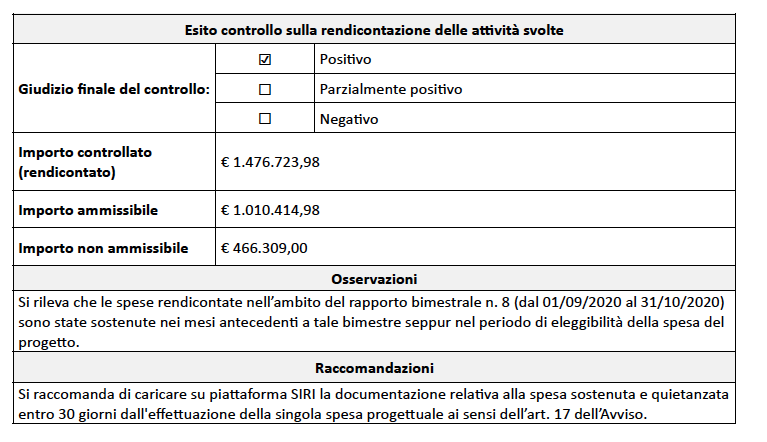 Esito controllo sulla rendicontazione delle attività svolte
Giudizio finale del controllo:
☑ Positivo
☐ Parzialmente positivo
☐ Negativo
Importo controllato
(rendicontato)
€ 1.476.723,98
Importo ammissibile
€ 1.010.414,98
Importo non ammissibile
€ 466.309,00
Osservazioni
Si rileva che le spese rendicontate nell’ambito del rapporto bimestrale n. 8 (dal 01/09/2020 al 31/10/2020)
sono state sostenute nei mesi antecedenti a tale bimestre seppur nel periodo di eleggibilità della spesa del
progetto.
Raccomandazioni
Si raccomanda di caricare su piattaforma SIRI la documentazione relativa alla spesa sostenuta e quietanzata
entro 30 giorni dall'effettuazione della singola spesa progettuale ai sensi dell’art. 17 dell’Avviso.